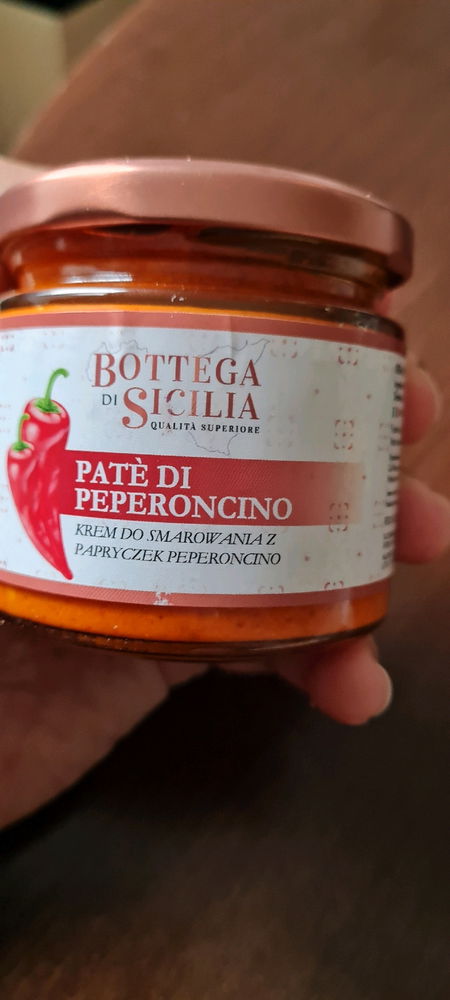 BOTTEGA
DI SICILIA
QUALITÀ SUPERIORE
PATÈ DI
PEPERONCINO
KREM DO SMAROWANIA Z
PAPRYCZEK PEPERONCINO